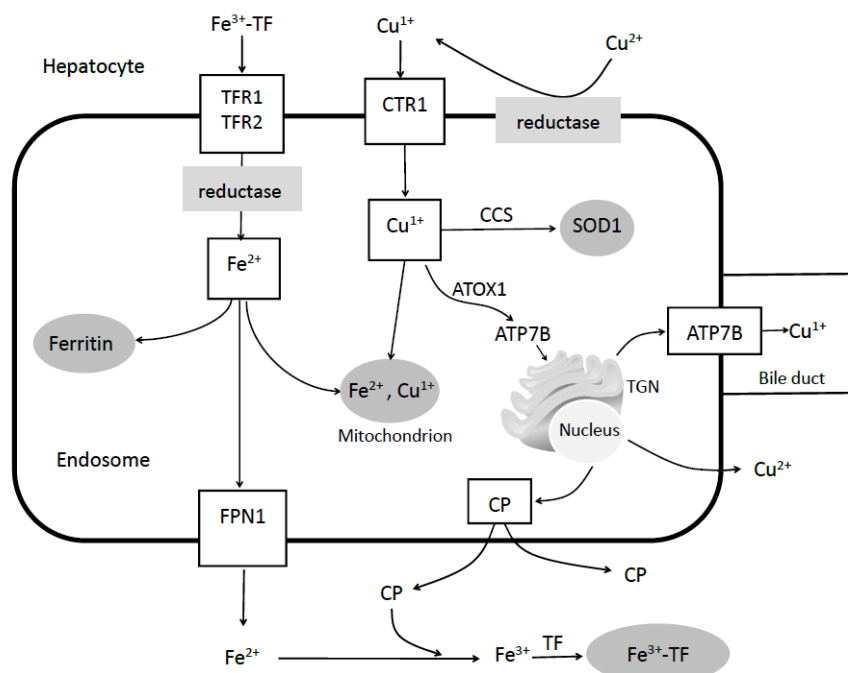 Fe³⁺-TF
Cu¹⁺
Cu²⁺
Hepatocyte
TFR1
TFR2
CTR1
reductase
reductase
Cu¹⁺
CCS
SOD1
Fe²⁺
ATOX1
ATP7B
ATP7B
Cu¹⁺
Ferritin
Fe²⁺ , Cu¹⁺
TGN
Bile duct
Mitochondrion
Nucleus
Endosome
Cu²⁺
FPN1
CP
CP
CP
Fe²⁺
Fe³⁺
TF
Fe³⁺-TF